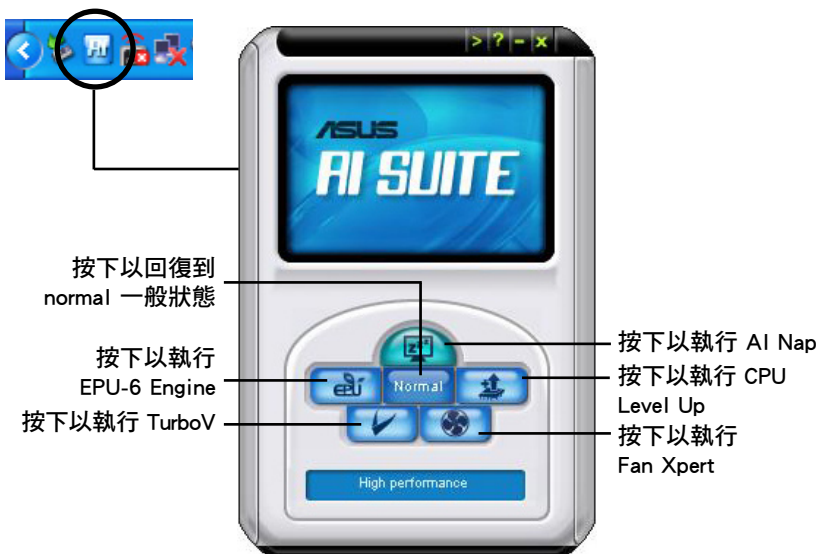 > ? - x
ASUS
AI SUITE
按下以回復到
normal 一般狀態
按下以執行
EPU-6 Engine
按下以執行 TurboV
zzz
EPU
Normal
按下以執行 AI Nap
按下以執行 CPU
Level Up
按下以執行
Fan Xpert
High performance